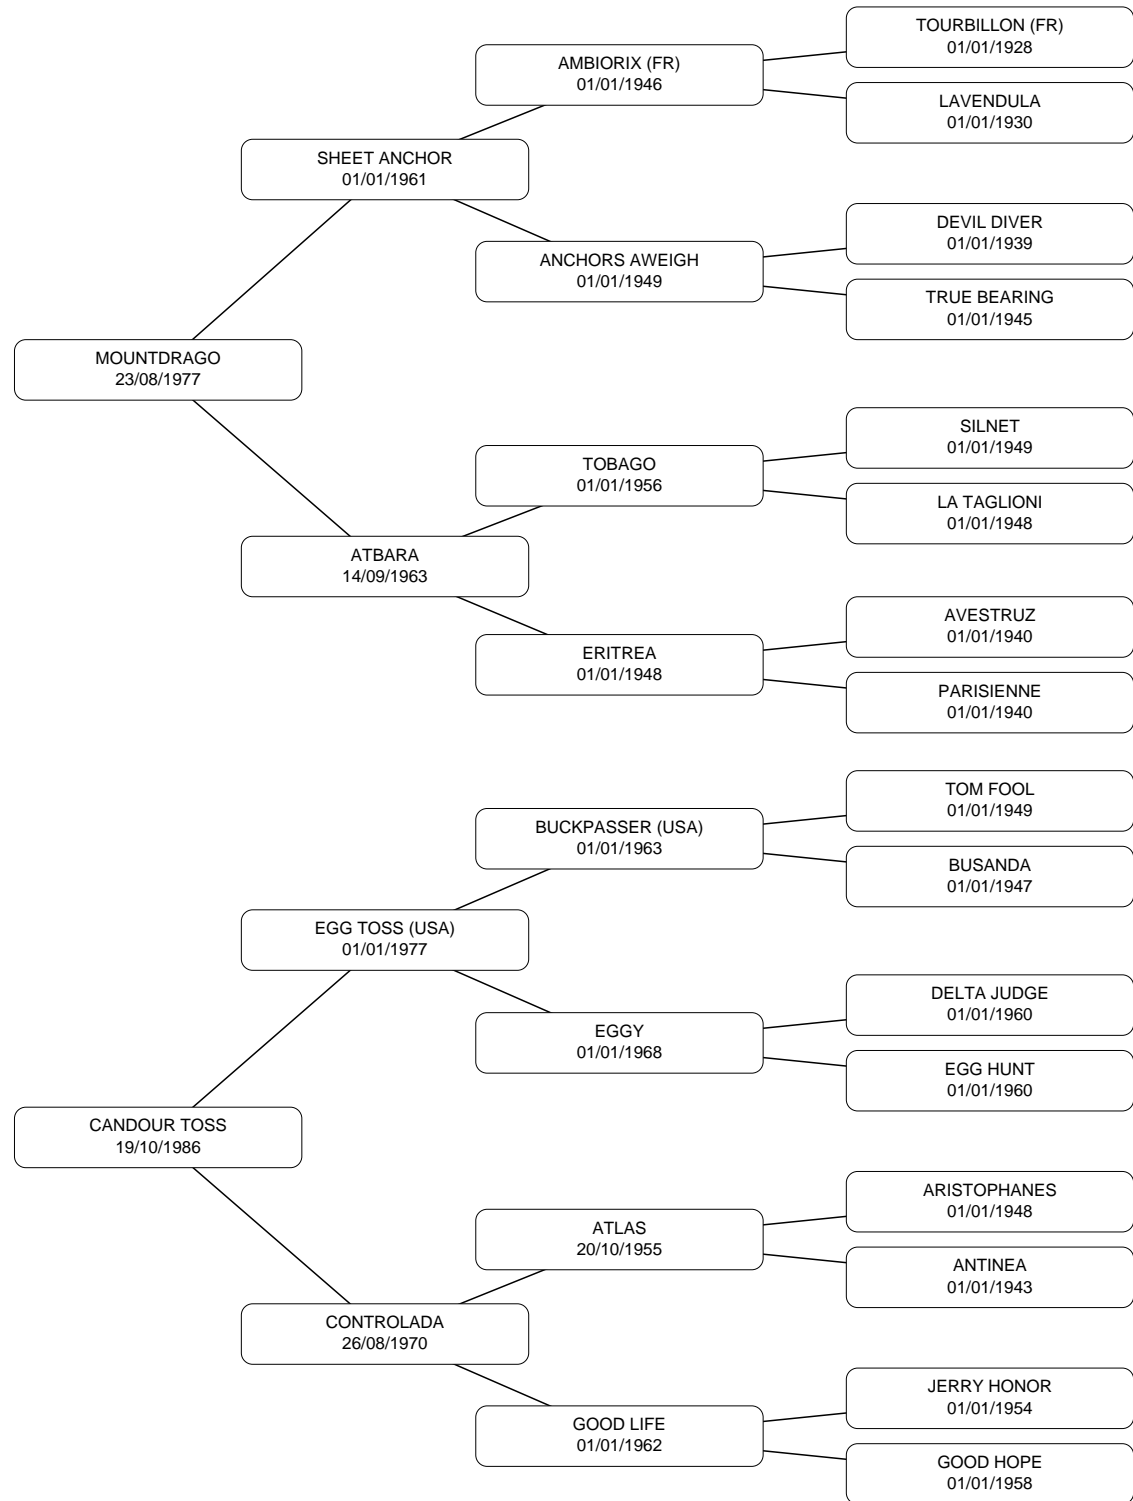 TOURBILLON (FR)
01/01/1928
AMBIORIX (FR)
01/01/1946
LAVENDULA
01/01/1930
SHEET ANCHOR
01/01/1961
DEVIL DIVER
01/01/1939
ANCHORS AWEIGH
01/01/1949
TRUE BEARING
01/01/1945
MOUNTDRAGO
23/08/1977
SILNET
01/01/1949
TOBAGO
01/01/1956
LA TAGLIONI
01/01/1948
ATBARA
14/09/1963
AVESTRUZ
01/01/1940
ERITREA
01/01/1948
PARISIENNE
01/01/1940
TOM FOOL
01/01/1949
BUCKPASSER (USA)
01/01/1963
BUSANDA
01/01/1947
EGG TOSS (USA)
01/01/1977
DELTA JUDGE
01/01/1960
EGGY
01/01/1968
EGG HUNT
01/01/1960
CANDOUR TOSS
19/10/1986
ARISTOPHANES
01/01/1948
ATLAS
20/10/1955
ANTINEA
01/01/1943
CONTROLADA
26/08/1970
JERRY HONOR
01/01/1954
GOOD LIFE
01/01/1962
GOOD HOPE
01/01/1958